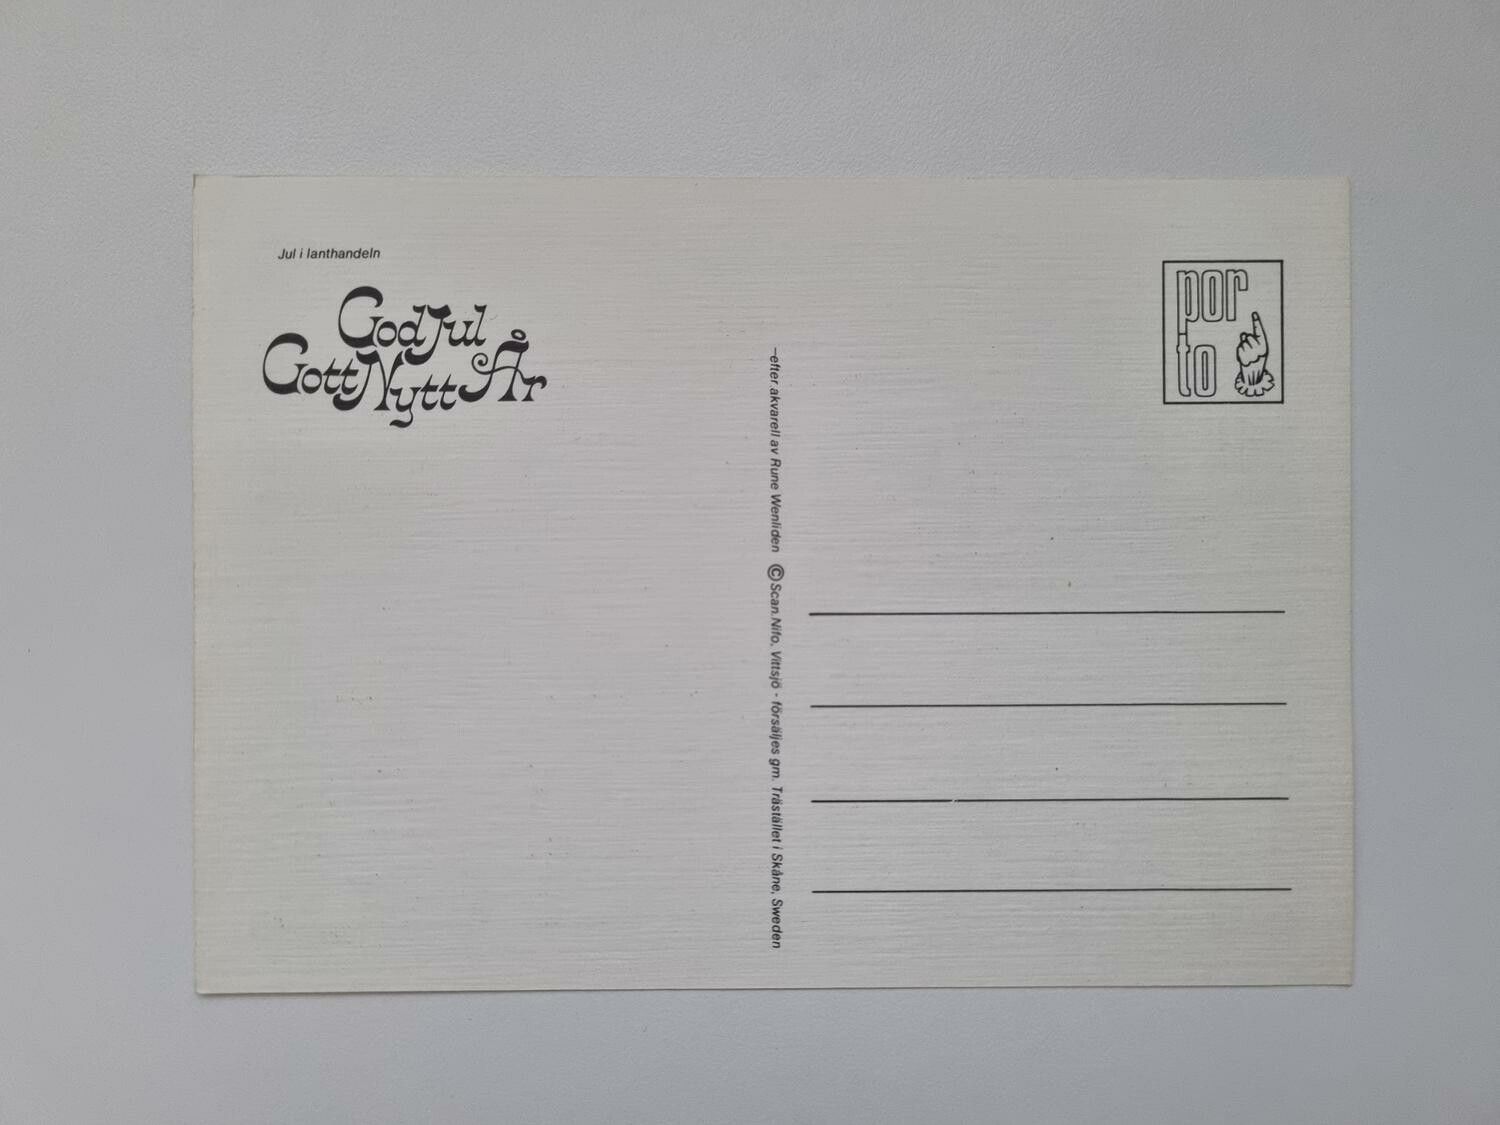 Jul i lanthandeln
God Jul
Gott Nytt År
por
to
—efter akvarell av Rune Wenliden © Scan.Nifo, Vittsjö - försäljes gm. Trästället i Skåne, Sweden